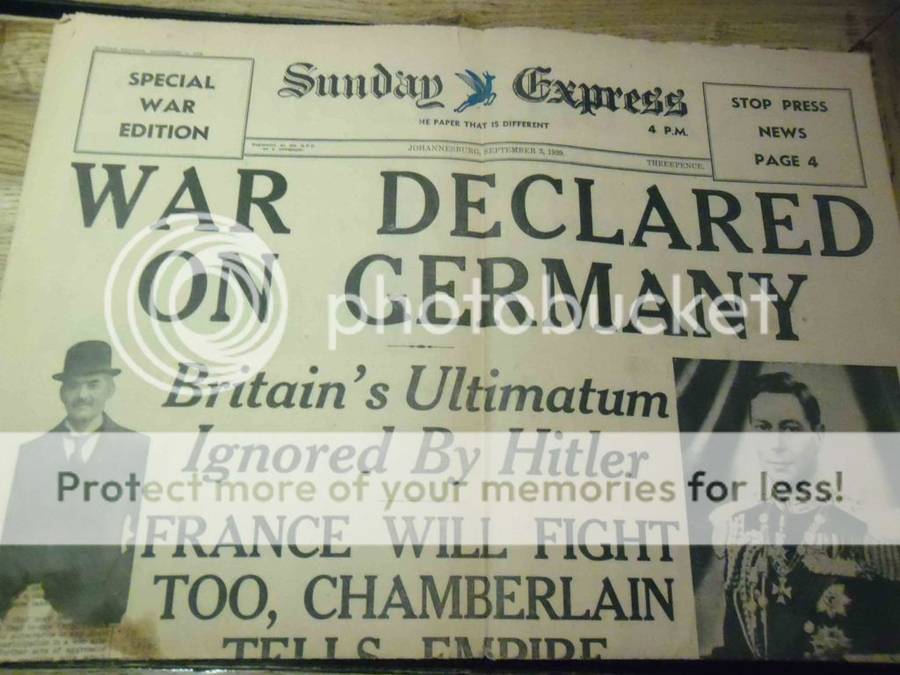 SPECIAL
WAR
EDITION
Sunday Express
HE PAPER THAT IS DIFFERENT
4 P.M.
STOP PRESS
NEWS
PAGE 4
JOHANNESBURG, SEPTEMBER 3, 1939.
THREEPENCE.
WAR DECLARED
ON GERMANY
photobucket
Britain's Ultimatum
Ignored By Hitler
Protect more of your memories for less!
FRANCE WILL FIGHT
TOO, CHAMBERLAIN
TELLS EMPIRE